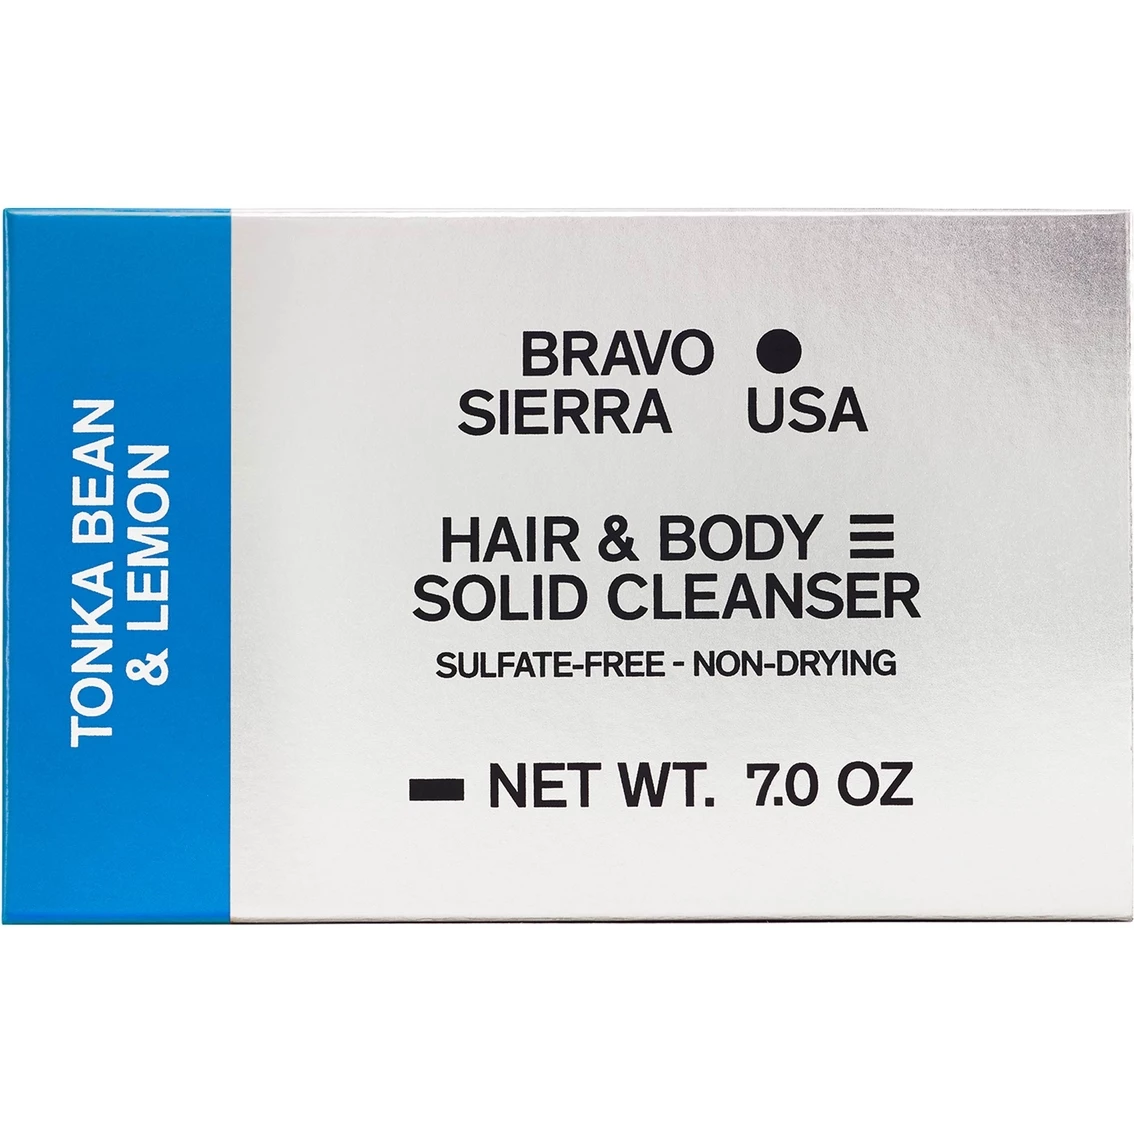 TONKA BEAN
& LEMON
BRAVO
SIERRA USA
HAIR & BODY
SOLID CLEANSER
SULFATE-FREE - NON-DRYING
NET WT. 7.0 OZ